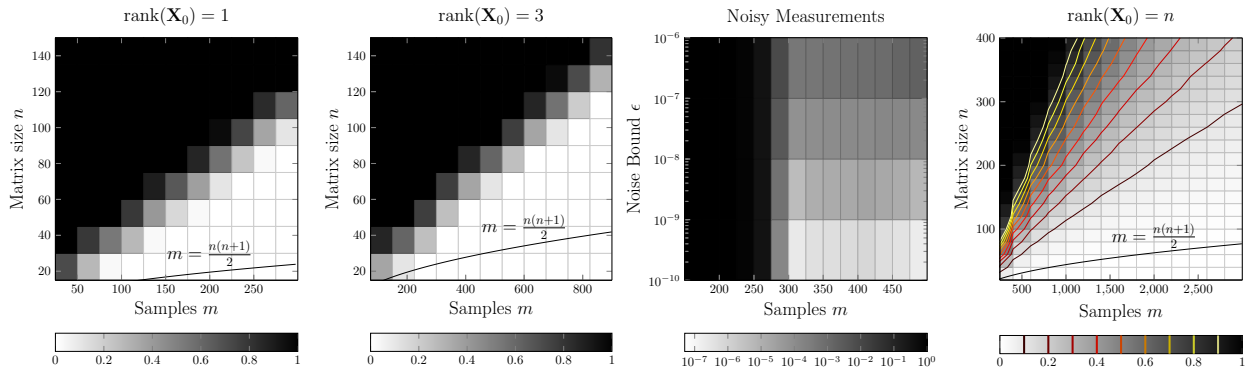 rank(X₀) = 1
Matrix size n
140
120
100
80
60
40
20
m = n(n+1)/2
50 100 150 200 250
Samples m
0 0.2 0.4 0.6 0.8 1
rank(X₀) = 3
Matrix size n
140
120
100
80
60
40
20
m = n(n+1)/2
200 400 600 800
Samples m
0 0.2 0.4 0.6 0.8 1
Noisy Measurements
Noise Bound ϵ
10⁻⁶
10⁻⁷
10⁻⁸
10⁻⁹
10⁻¹⁰
200 250 300 350 400 450
Samples m
10⁻⁷ 10⁻⁶ 10⁻⁵ 10⁻⁴ 10⁻³ 10⁻² 10⁻¹ 10⁰
rank(X₀) = n
Matrix size n
400
300
200
100
m = n(n+1)/2
500 1,000 1,500 2,000 2,500
Samples m
0 0.2 0.4 0.6 0.8 1